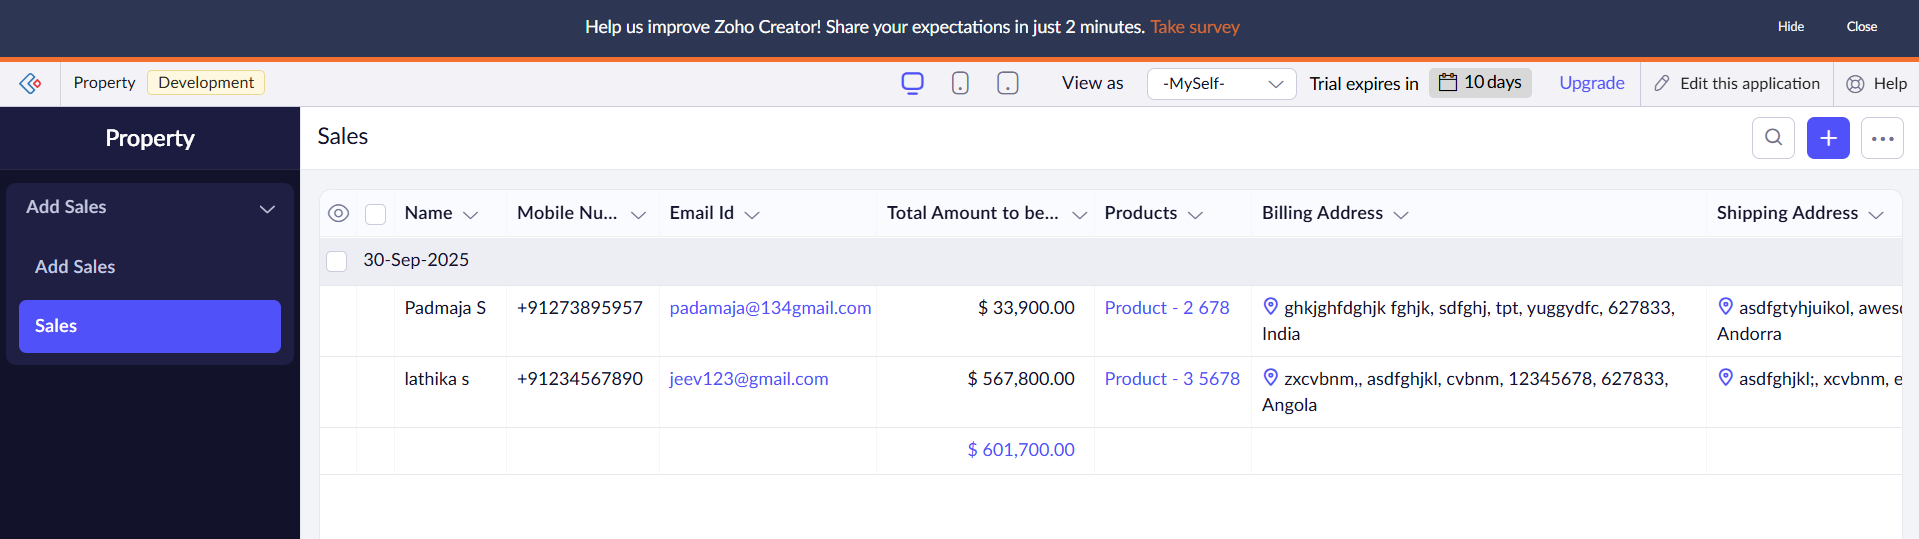 Help us improve Zoho Creator! Share your expectations in just 2 minutes. Take survey
Hide
Close
Property
Development
View as
-MySelf-
Trial expires in
10 days
Upgrade
Edit this application
Help
Property
Add Sales
Add Sales
Sales
Sales
Name
Mobile Nu...
Email Id
Total Amount to be...
Products
Billing Address
Shipping Address
30-Sep-2025
Padmaja S
+91273895957
padamaja@134gmail.com
$ 33,900.00
Product - 2 678
ghkjghfdghjk fghjk, sdfghj, tpt, yuggydfc, 627833,
India
asdfgtyhjuikol,
Andorra
lathika s
+91234567890
jeev123@gmail.com
$ 567,800.00
Product - 3 5678
zxcvbnm,, asdfghjkl, cvbnm, 12345678, 627833,
Angola
asdfghjkl;, xcvbnm,
$ 601,700.00